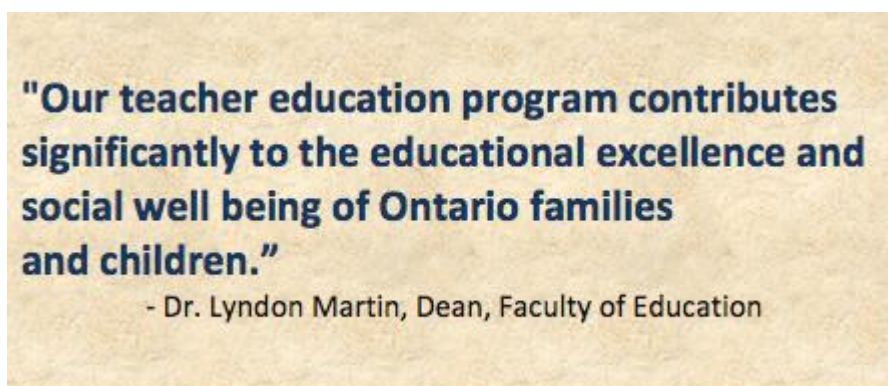 "Our teacher education program contributes
significantly to the educational excellence and
social well being of Ontario families
and children.”
- Dr. Lyndon Martin, Dean, Faculty of Education